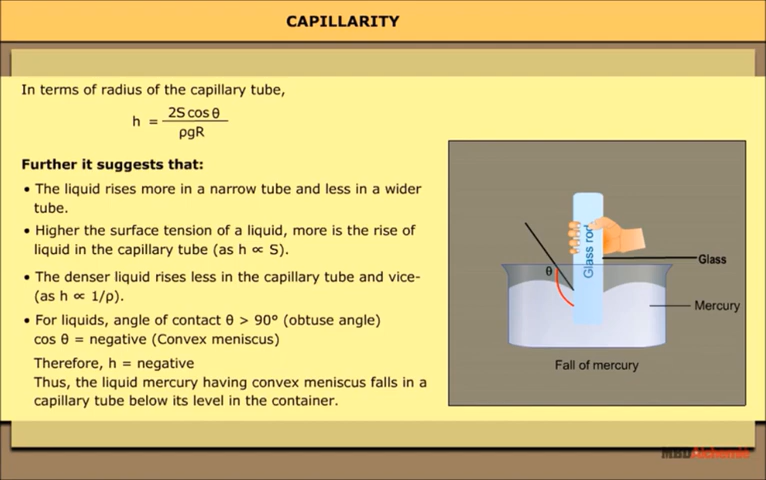 CAPILLARITY
In terms of radius of the capillary tube,
h = 2S cos θ / ρgR
Further it suggests that:
• The liquid rises more in a narrow tube and less in a wider
tube.
• Higher the surface tension of a liquid, more is the rise of
liquid in the capillary tube (as h ∝ S).
• The denser liquid rises less in the capillary tube and vice-
(as h ∝ 1/ρ).
• For liquids, angle of contact θ > 90° (obtuse angle)
cos θ = negative (Convex meniscus)
Therefore, h = negative
Thus, the liquid mercury having convex meniscus falls in a
capillary tube below its level in the container.
Glass rod
Glass
θ
Mercury
Fall of mercury
MBDAlchemie